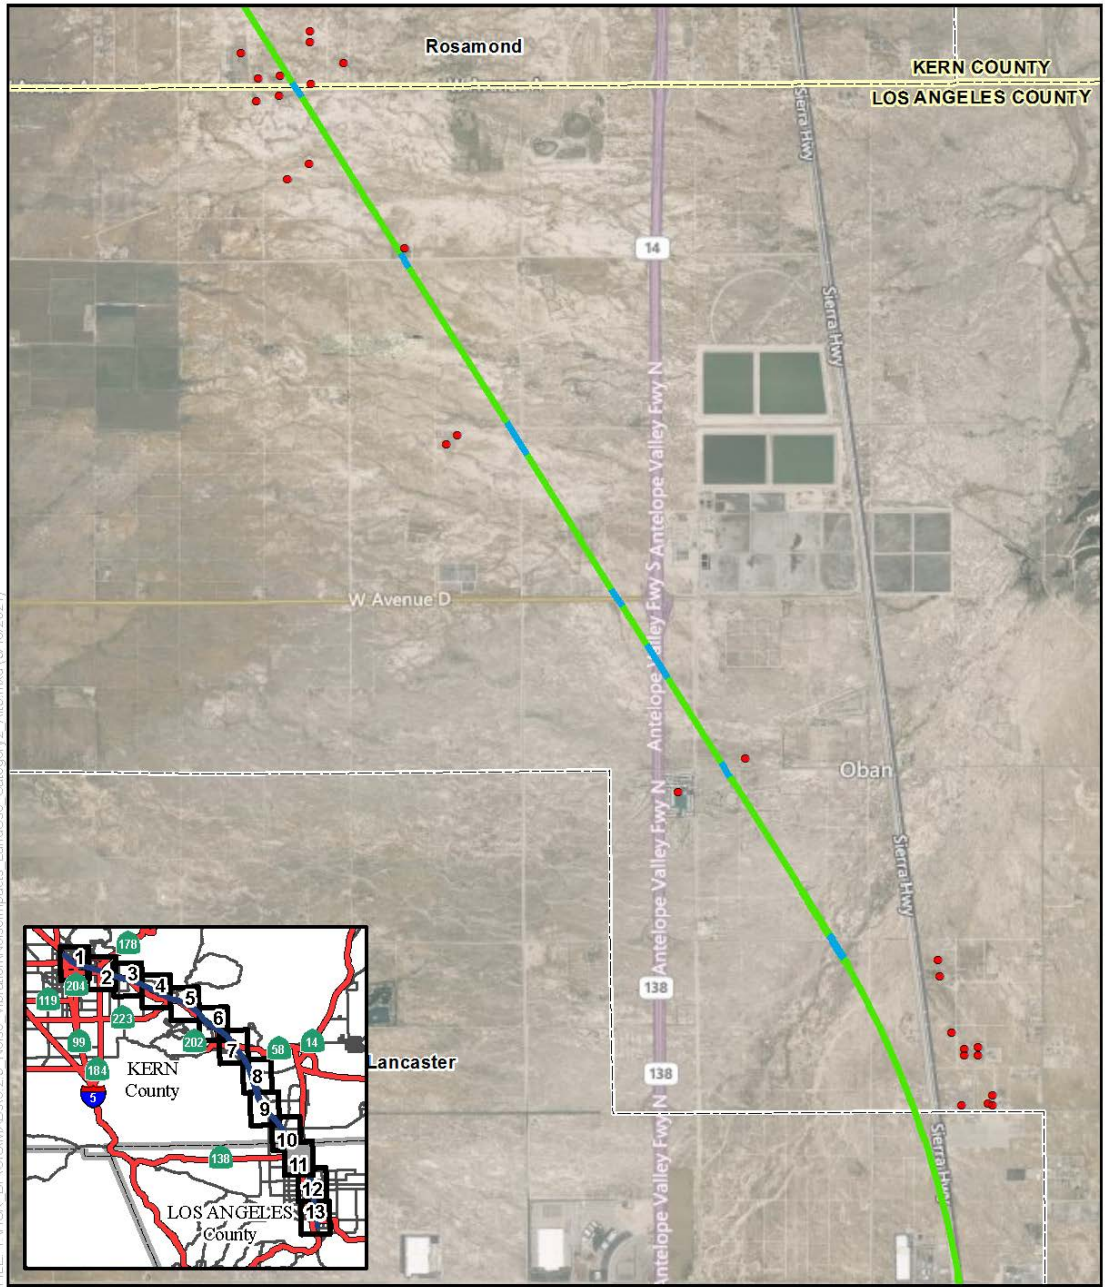 Rosamond
KERN COUNTY
LOS ANGELES COUNTY
Sierra Hwy
14
Sierra Hwy
Antelope Valley Fwy S Antelope Valley Fwy N
W Avenue D
Antelope Valley Fwy N
Oban
Sierra Hwy
138
138
Lancaster
Antelope Valley Fwy N
Sierra Hwy
178
1
2
3
4
5
6
7
8
9
10
11
12
13
204
119
223
99
202
58
14
184
5
KERN
County
138
LOS ANGELES
County